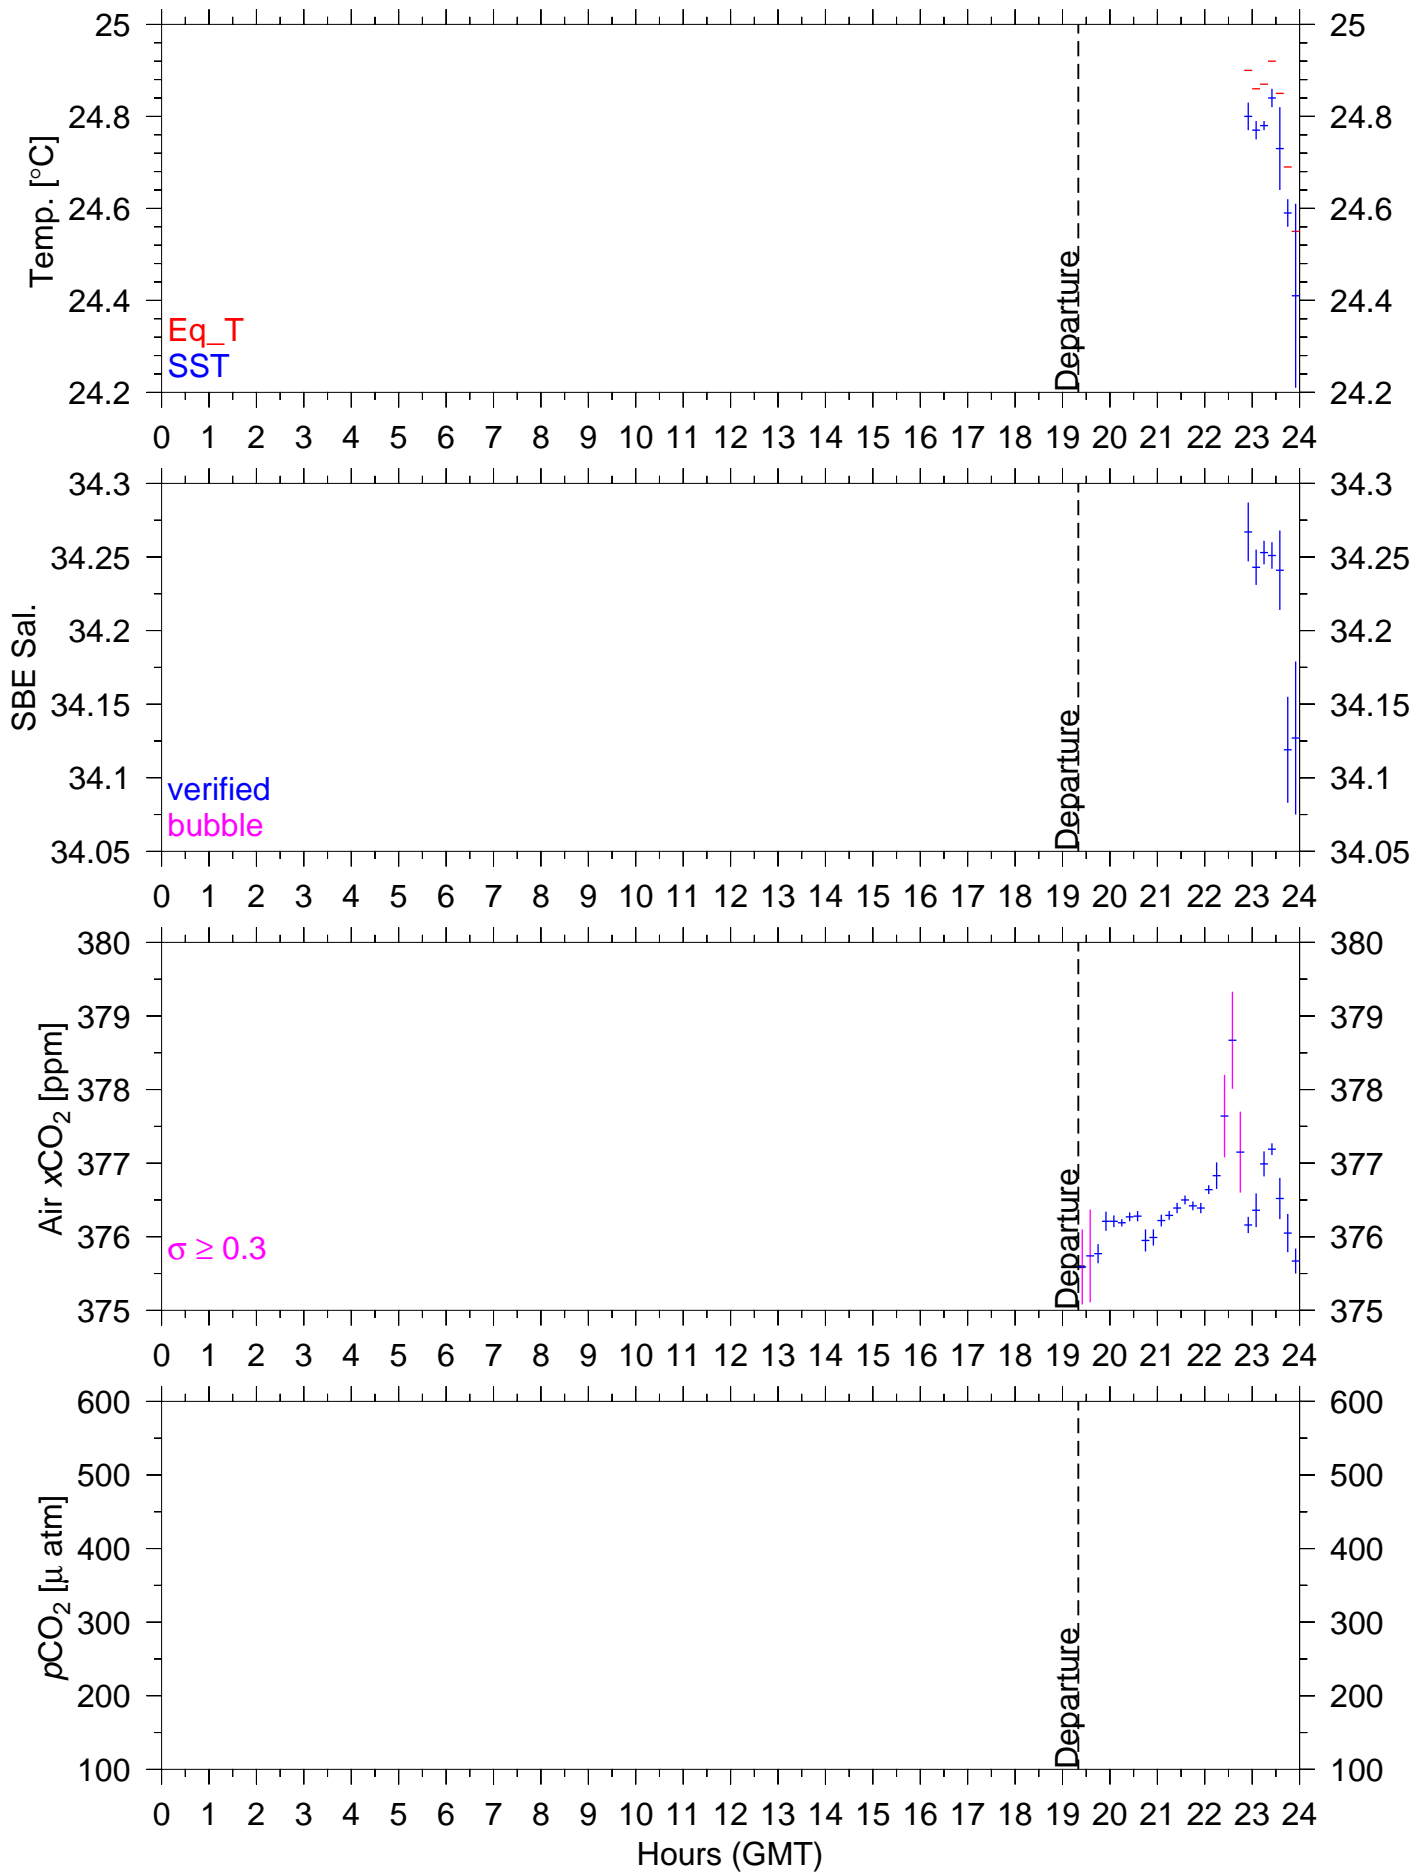 25 25
24.8 24.8
24.6 24.6
24.4 24.4
24.2 24.2
Temp. [°C]
Eq_T
SST
Departure
0 1 2 3 4 5 6 7 8 9 10 11 12 13 14 15 16 17 18 19 20 21 22 23 24
34.3 34.3
34.25 34.25
34.2 34.2
34.15 34.15
34.1 34.1
34.05 34.05
SBE Sal.
verified
bubble
Departure
0 1 2 3 4 5 6 7 8 9 10 11 12 13 14 15 16 17 18 19 20 21 22 23 24
380 380
379 379
378 378
377 377
376 376
375 375
Air xCO₂ [ppm]
σ ≥ 0.3
Departure
0 1 2 3 4 5 6 7 8 9 10 11 12 13 14 15 16 17 18 19 20 21 22 23 24
600 600
500 500
400 400
300 300
200 200
100 100
pCO₂ [μ atm]
Departure
0 1 2 3 4 5 6 7 8 9 10 11 12 13 14 15 16 17 18 19 20 21 22 23 24
Hours (GMT)